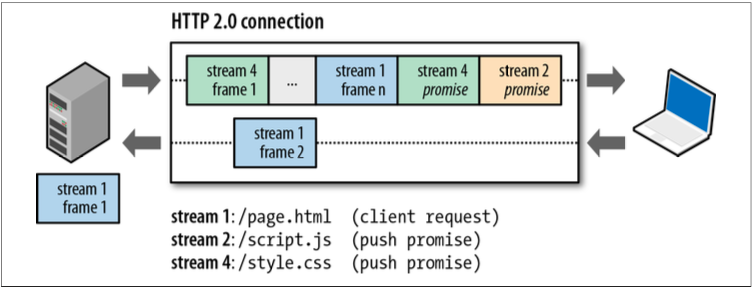 HTTP 2.0 connection
stream 4
frame 1
...
stream 1
frame n
stream 4
promise
stream 2
promise
stream 1
frame 2
stream 1
frame 1
stream 1: /page.html (client request)
stream 2: /script.js (push promise)
stream 4: /style.css (push promise)